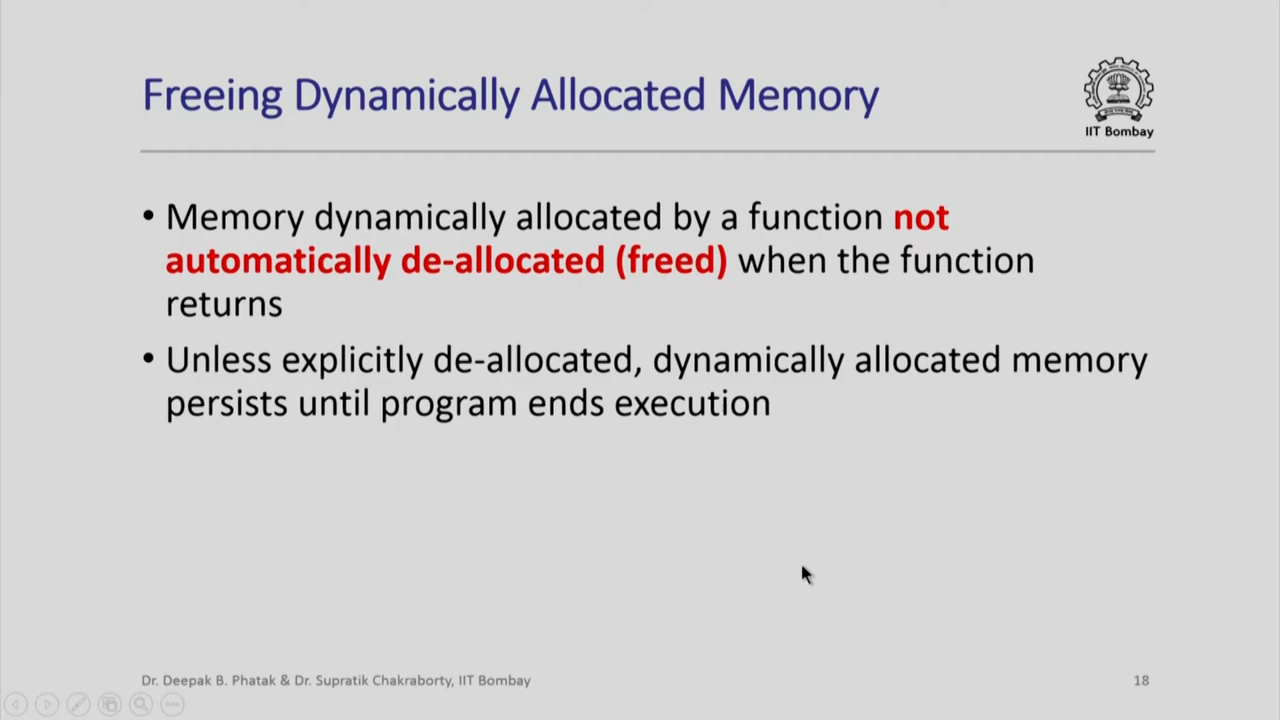 Freeing Dynamically Allocated Memory
IIT Bombay
• Memory dynamically allocated by a function not
automatically de-allocated (freed) when the function
returns
• Unless explicitly de-allocated, dynamically allocated memory
persists until program ends execution
Dr. Deepak B. Phatak & Dr. Supratik Chakraborty, IIT Bombay
18